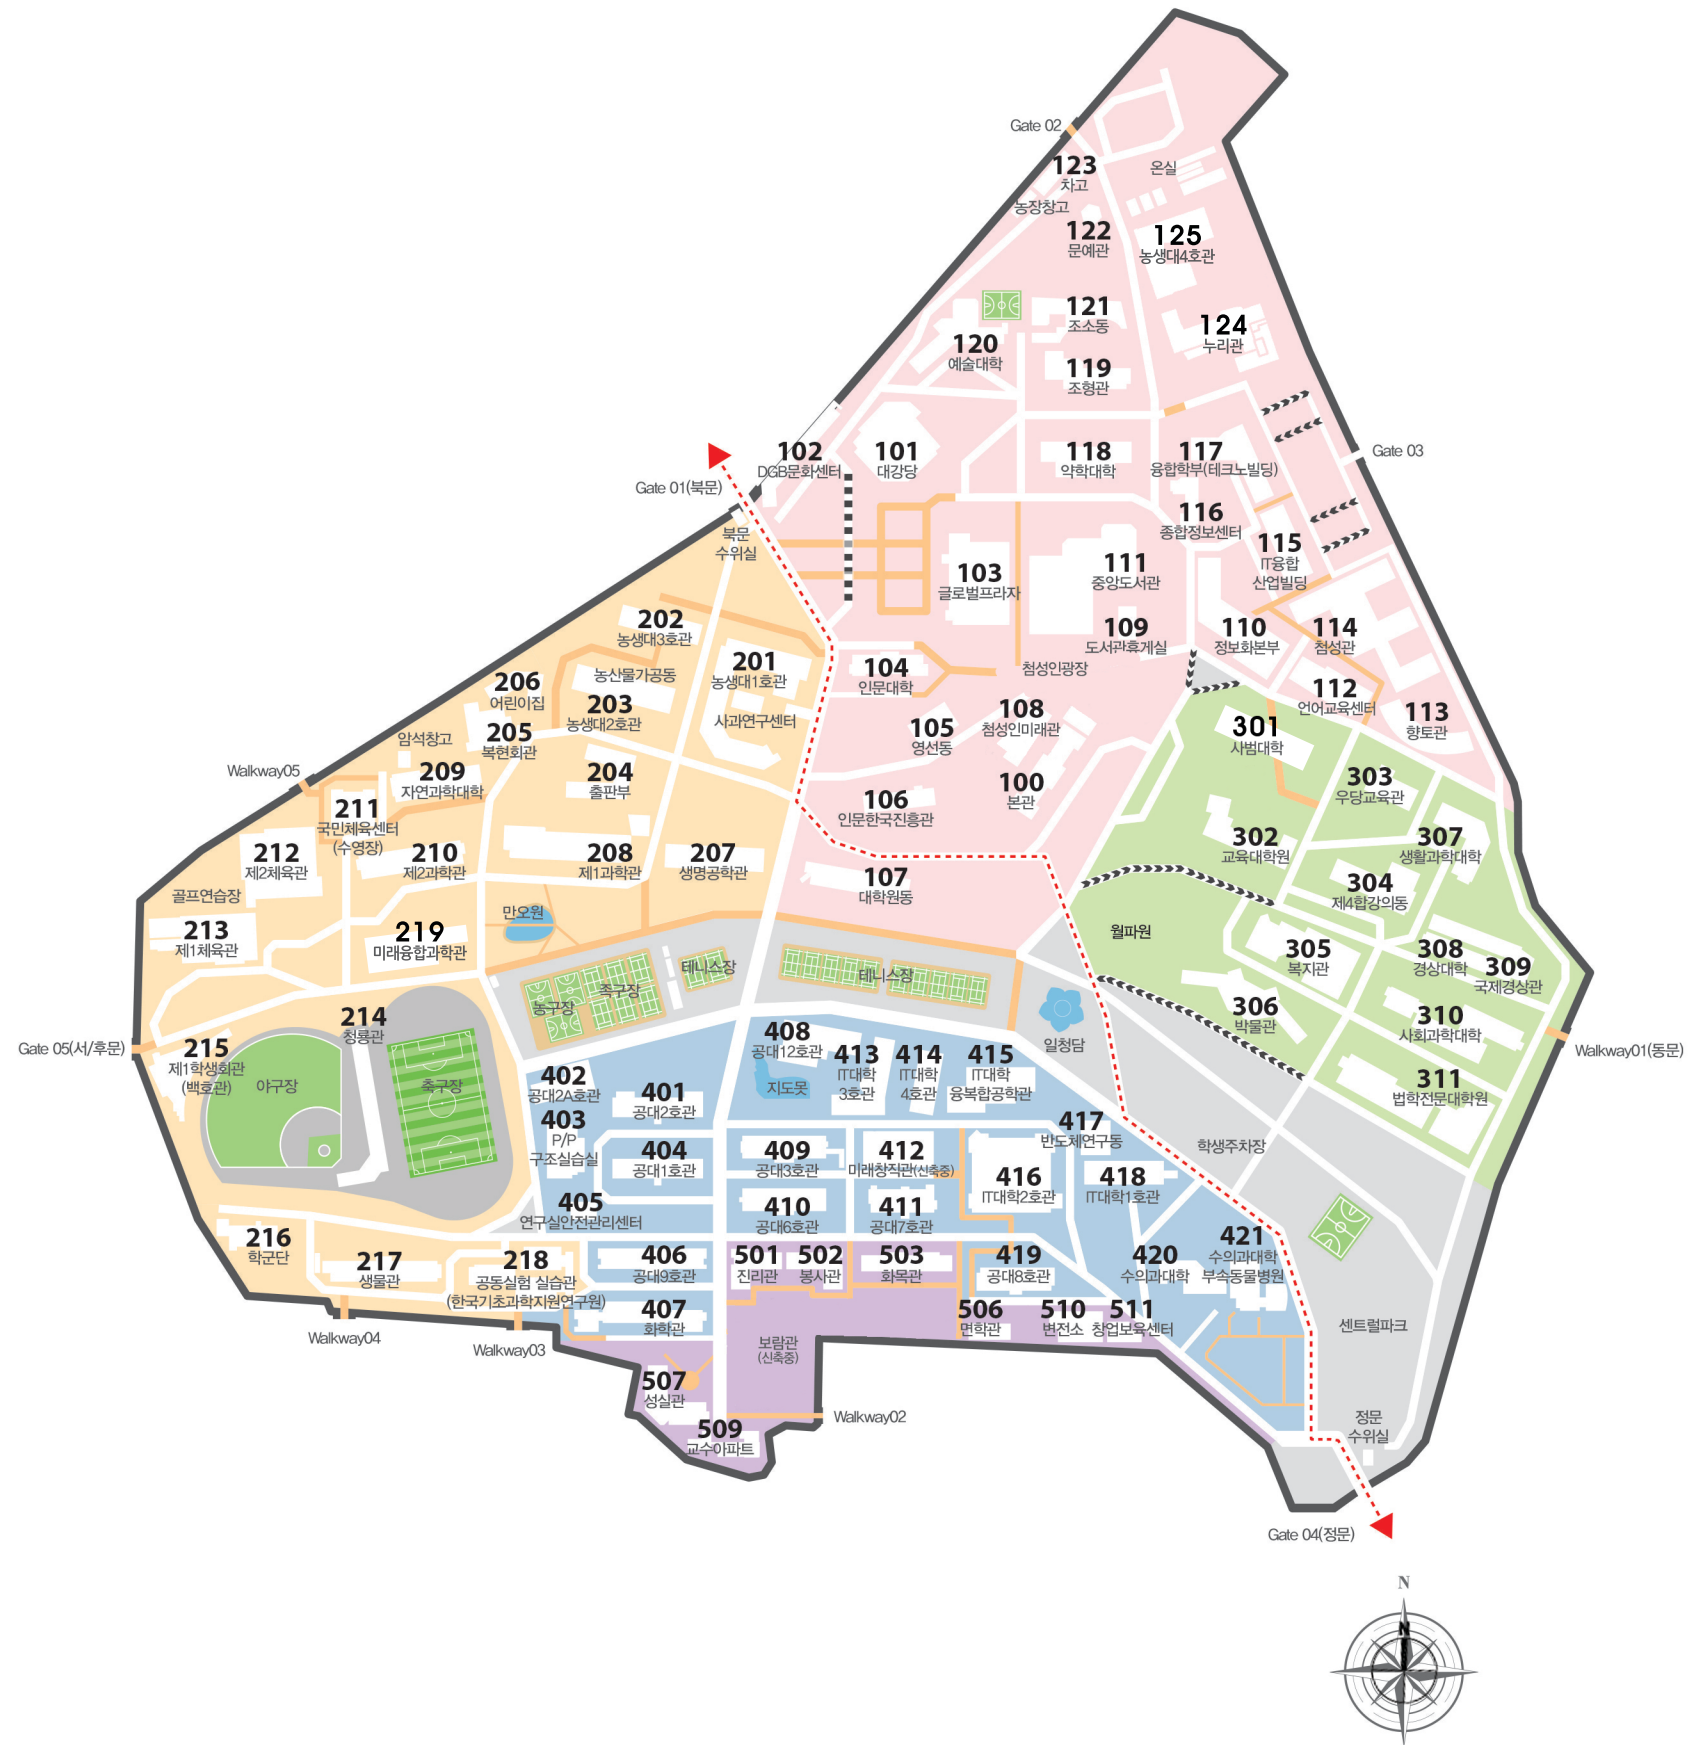 Gate 02
123
차고
온실
농장창고
122
문예관
125
농생대4호관
121
조소동
124
누리관
120
예술대학
119
조형관
102
DGB문화센터
101
대강당
118
약학대학
117
융합학부(테크노빌딩)
Gate 03
Gate 01(북문)
북문
수위실
116
종합정보센터
115
IT융합
산업빌딩
103
글로벌프라자
111
중앙도서관
109
도서관휴게실
110
정보화본부
114
첨성관
104
인문대학
첨성인광장
112
언어교육센터
113
향토관
105
영선동
108
첨성인미래관
100
본관
106
인문한국진흥관
107
대학원동
202
농생대3호관
201
농생대1호관
농산물가공동
206
어린이집
203
농생대2호관
사과연구센터
205
복현회관
암석창고
Walkway05
209
자연과학대학
204
출판부
211
국민체육센터
(수영장)
212
제2체육관
210
제2과학관
208
제1과학관
207
생명공학관
골프연습장
만오원
213
제1체육관
219
미래융합과학관
301
사범대학
303
우당교육관
302
교육대학원
307
생활과학대학
304
제4합강의동
월파원
305
복지관
308
경상대학
309
국제경상관
306
박물관
310
사회과학대학
311
법학전문대학원
Walkway01(동문)
테니스장
테니스장
농구장
족구장
일청담
214
청룡관
Gate 05(서/후문)
215
제1학생회관
(백호관)
야구장
축구장
408
공대12호관
지도못
413
IT대학
3호관
414
IT대학
4호관
415
IT대학
융복합공학관
402
공대2A호관
401
공대2호관
403
P/P
구조실습실
404
공대1호관
409
공대3호관
412
미래창직관(신축중)
417
반도체연구동
416
IT대학2호관
418
IT대학1호관
학생주차장
405
연구실안전관리센터
410
공대6호관
411
공대7호관
216
학군단
217
생물관
218
공동실험 실습관
(한국기초과학지원연구원)
406
공대9호관
501
진리관
502
봉사관
503
화목관
419
공대8호관
420
수의과대학
421
수의과대학
부속동물병원
407
화학관
506
면학관
510
변전소
511
창업보육센터
센트럴파크
Walkway04
Walkway03
보람관
(신축중)
507
성실관
509
교수아파트
Walkway02
정문
수위실
Gate 04(정문)
N
N